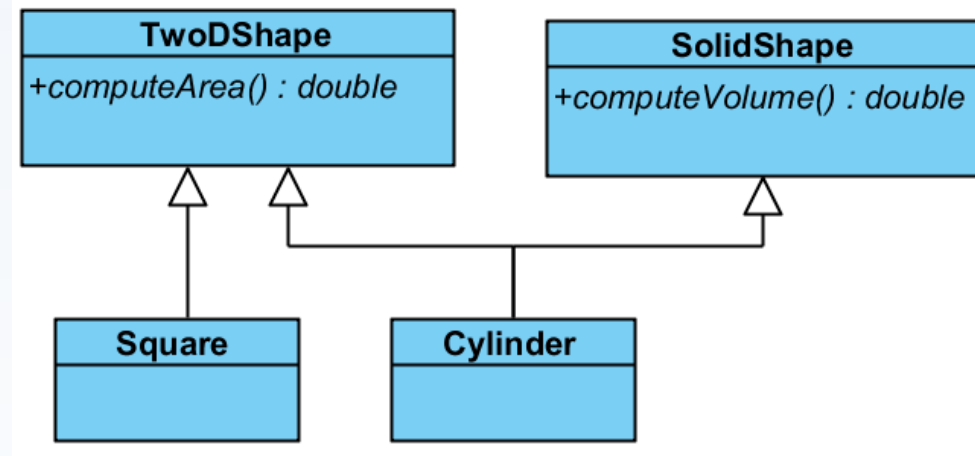 TwoDShape
+computeArea() : double
SolidShape
+computeVolume() : double
Square
Cylinder